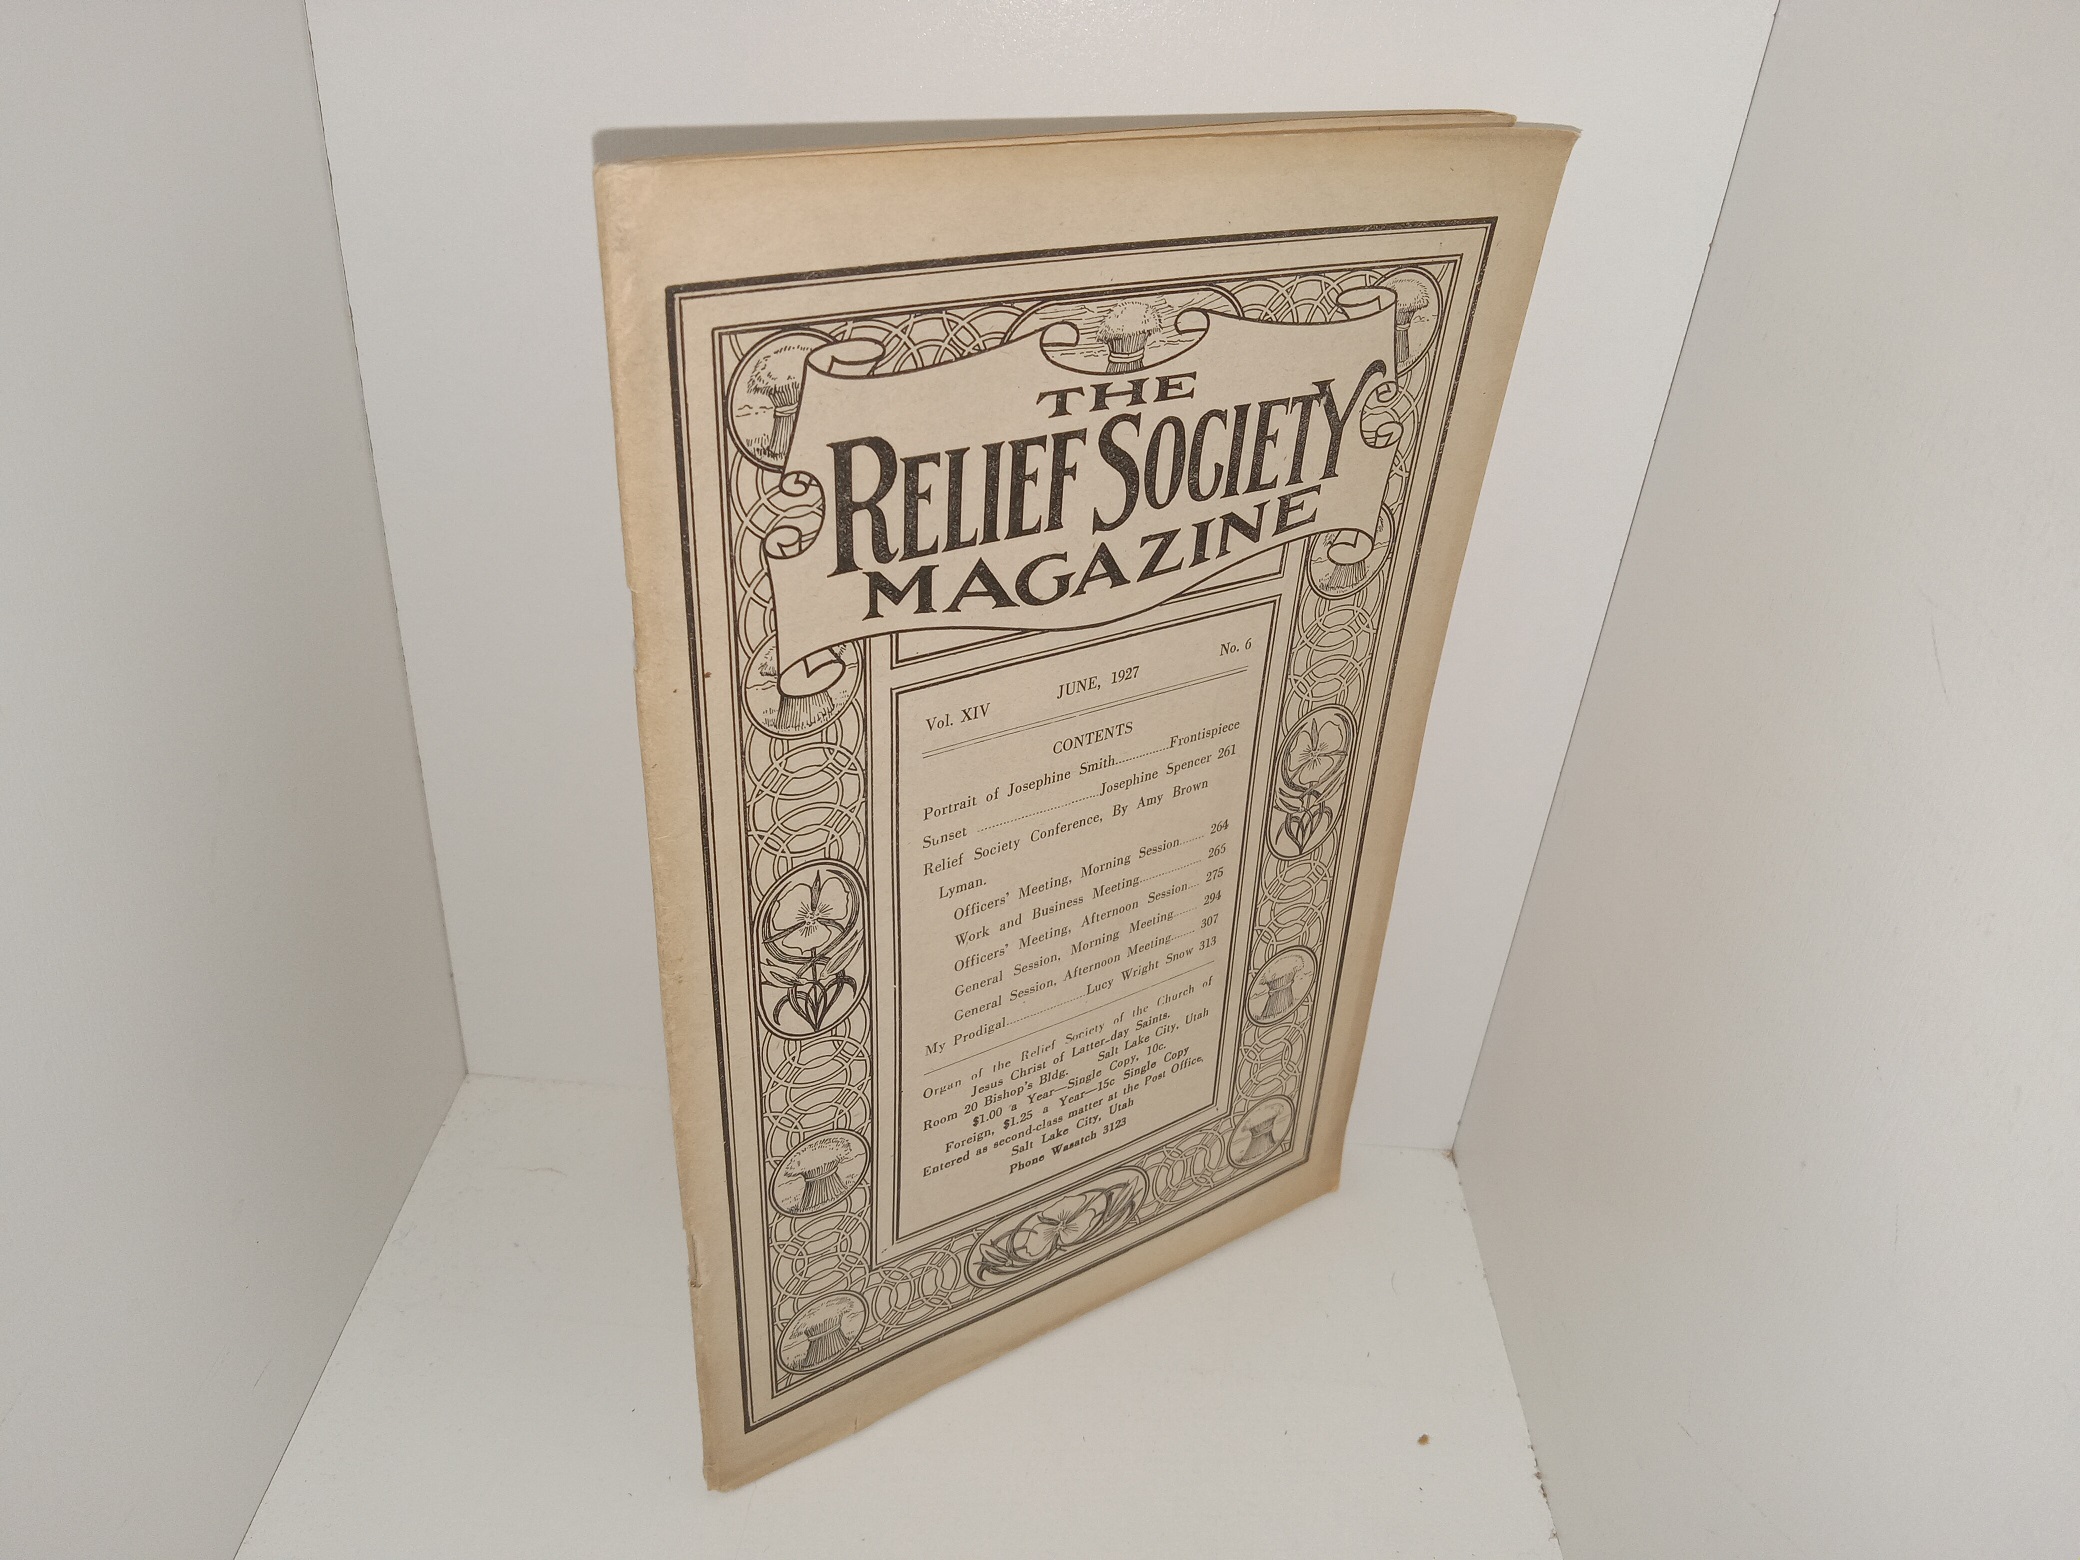 THE
RELIEF SOCIETY
MAGAZINE
Vol. XIV JUNE, 1927 No. 6
CONTENTS
Portrait of Josephine Smith..........Frontispiece
Sunset ..........Josephine Spencer 261
Relief Society Conference, By Amy Brown
Lyman.
Officers' Meeting, Morning Session....... 264
Work and Business Meeting.......... 265
Officers' Meeting, Afternoon Session.... 275
General Session, Morning Meeting....... 294
General Session, Afternoon Meeting....... 307
My Prodigal..........Lucy Wright Snow 313
Organ of the Relief Society of the Church of
Jesus Christ of Latter-day Saints.
Room 20 Bishop's Bldg. Salt Lake City, Utah
$1.00 a Year—Single Copy, 10c.
Foreign, $1.25 a Year—15c Single Copy
Entered as second-class matter at the Post Office,
Salt Lake City, Utah
Phone Wasatch 3123